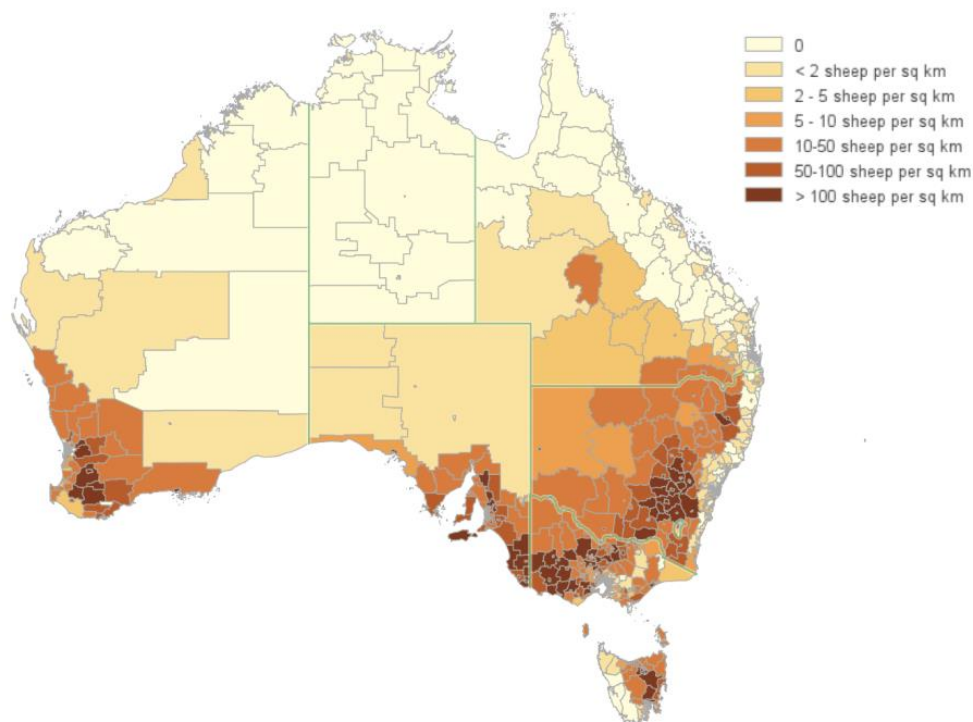 0
< 2 sheep per sq km
2 - 5 sheep per sq km
5 - 10 sheep per sq km
10-50 sheep per sq km
50-100 sheep per sq km
> 100 sheep per sq km